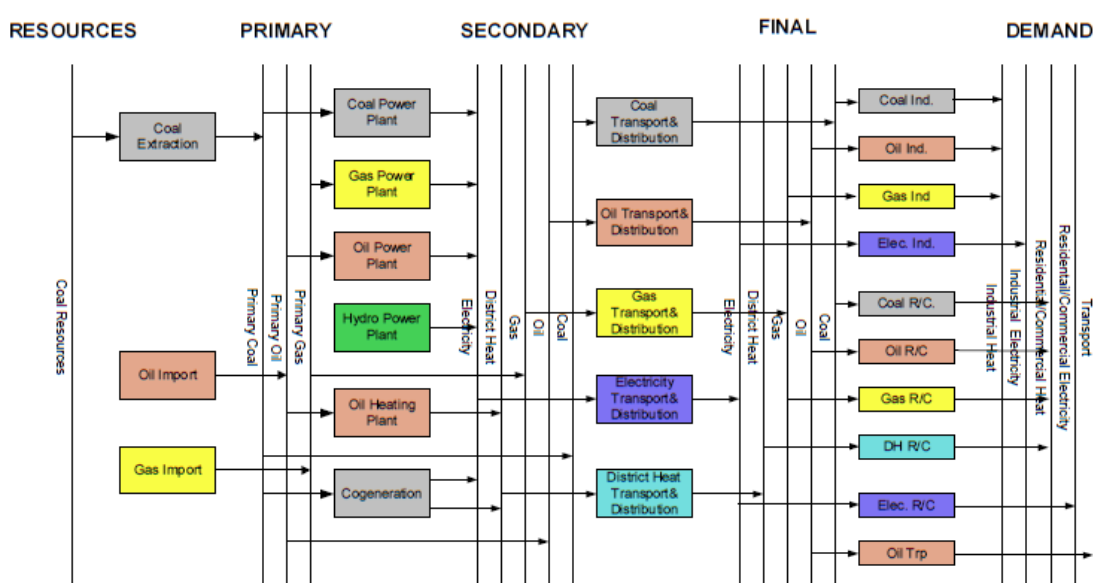 RESOURCES
PRIMARY
SECONDARY
FINAL
DEMAND
Coal
Extraction
Oil Import
Gas Import
Coal Power
Plant
Gas Power
Plant
Oil Power
Plant
Hydro Power
Plant
Oil Heating
Plant
Cogeneration
Coal
Transport&
Distribution
Oil Transport&
Distribution
Gas
Transport&
Distribution
Electricity
Transport&
Distribution
District Heat
Transport&
Distribution
Coal Ind.
Oil Ind.
Gas Ind
Elec. Ind.
Coal R/C.
Oil R/C
Gas R/C
DH R/C
Elec. R/C
Oil Trp
Coal Resources
Primary Coal
Primary Oil
Primary Gas
Electricity
District Heat
Gas
Oil
Coal
Electricity
District Heat
Gas
Oil
Coal
Industrial Heat
Industrial Electricity
Residential/Commercial Heat
Residentail/Commercial Electricity
Transport